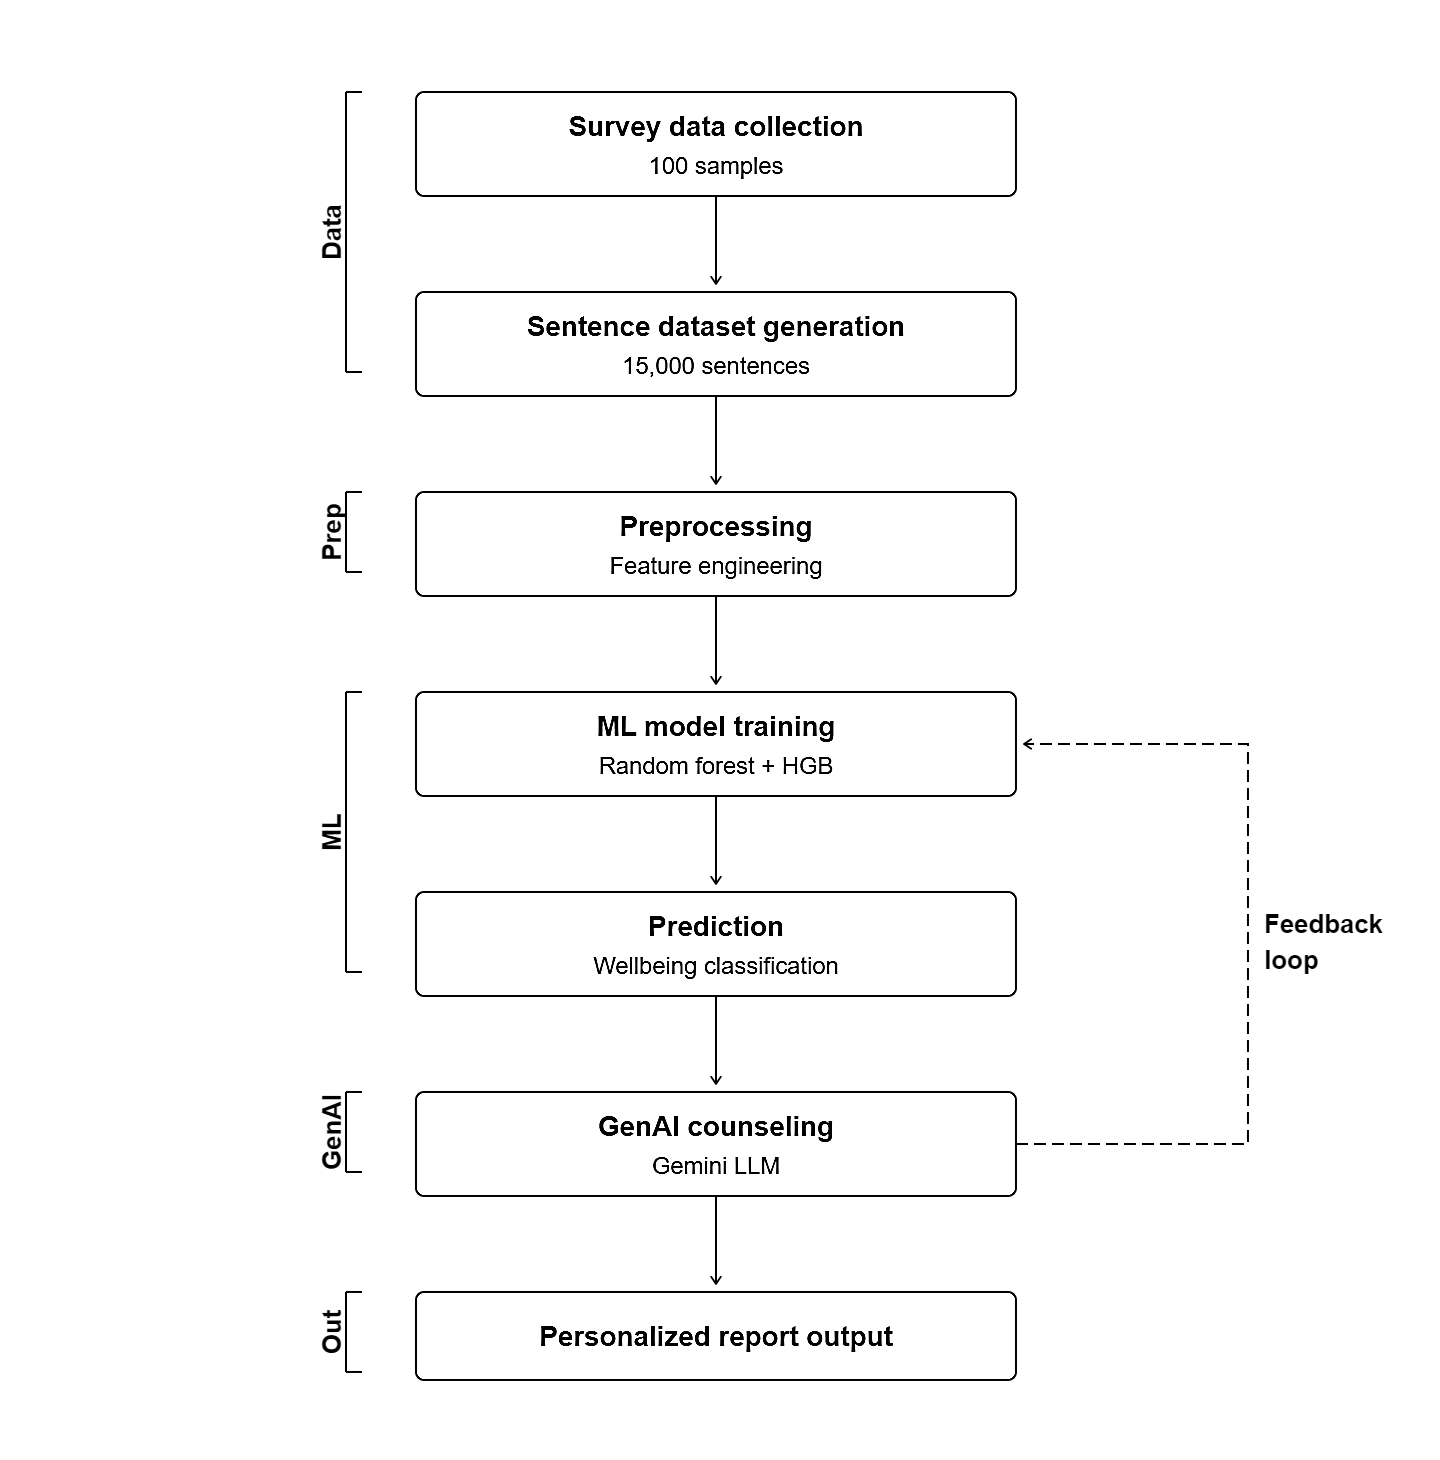 Data
Survey data collection
100 samples
Sentence dataset generation
15,000 sentences
Prep
Preprocessing
Feature engineering
ML
ML model training
Random forest + HGB
Prediction
Wellbeing classification
Feedback
loop
GenAI
GenAI counseling
Gemini LLM
Out
Personalized report output